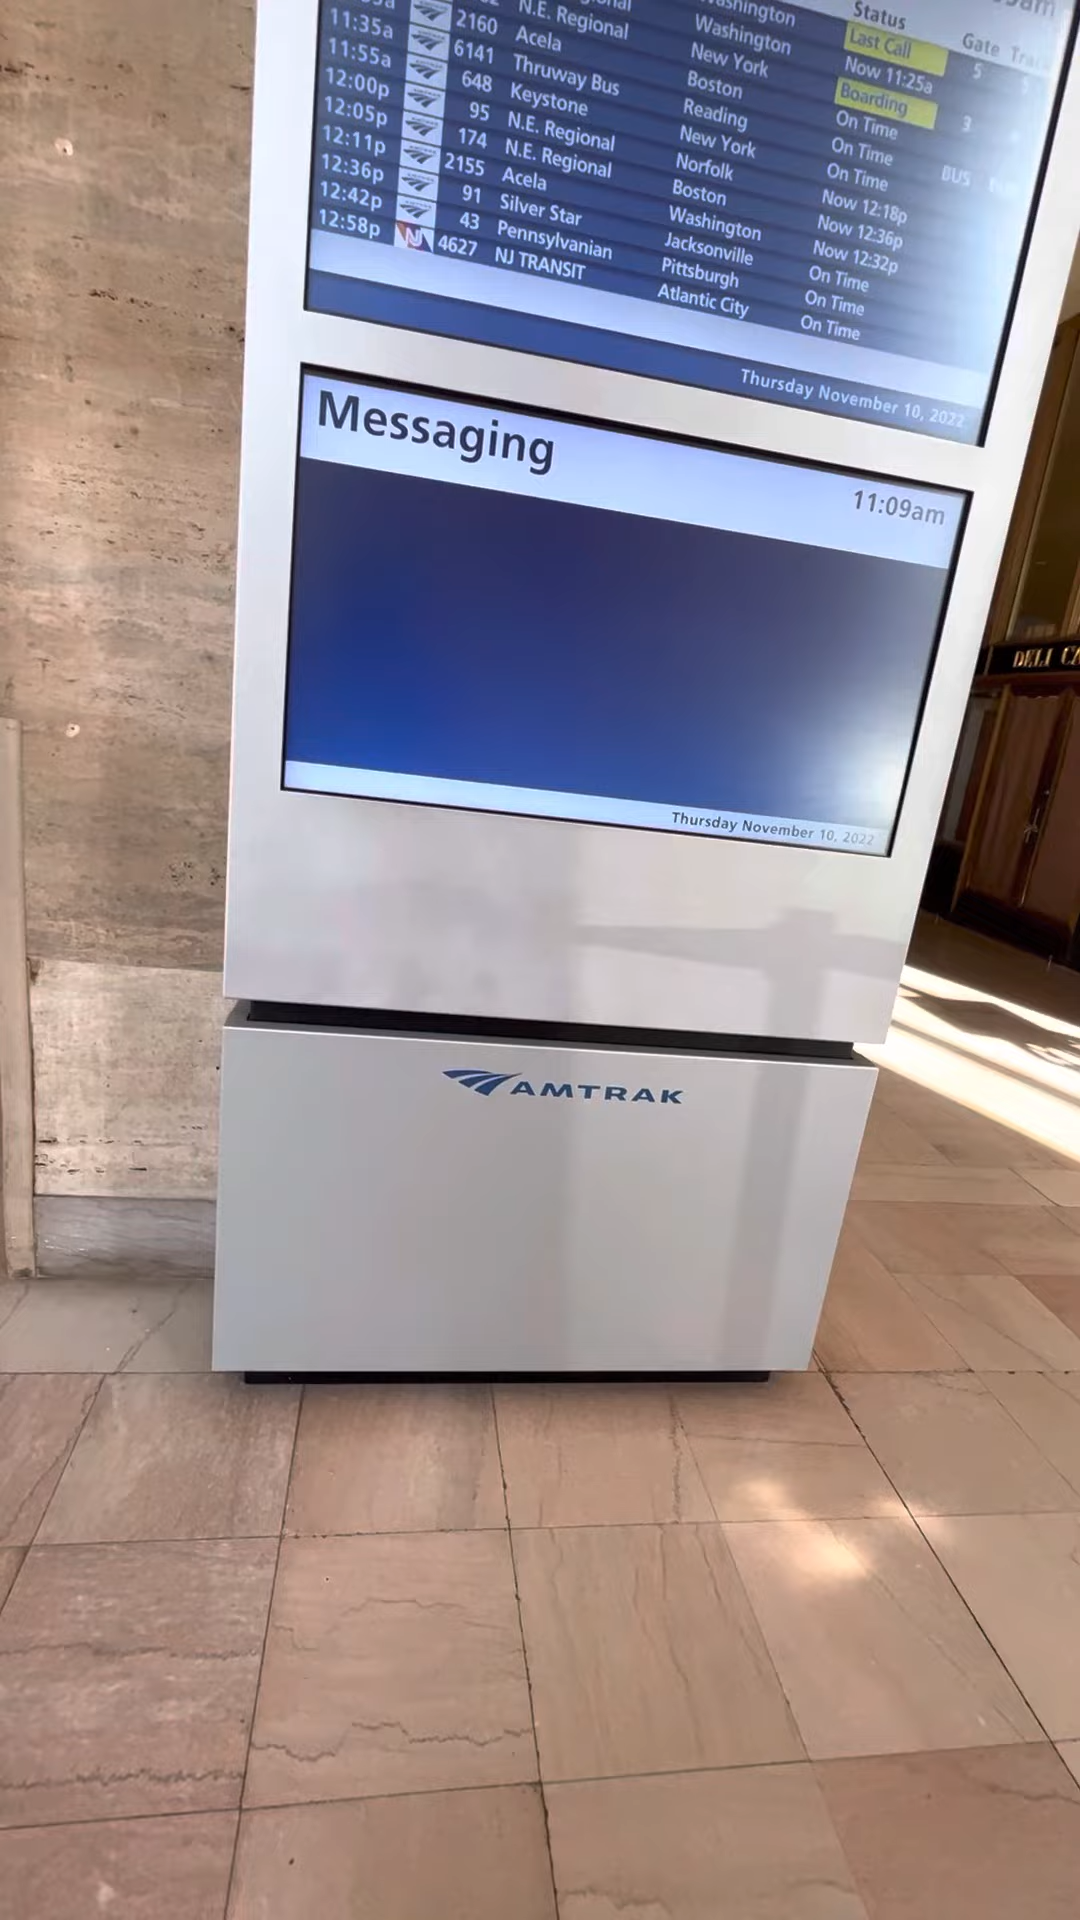 Status
Gate
Washington Last Call 5
Washington Now 11:25a
N.E. Regional New York Boarding 3
2160 Acela Boston On Time
11:35a 6141 Thruway Bus Reading On Time BUS
11:55a 648 Keystone New York On Time
12:00p 95 N.E. Regional Norfolk Now 12:18p
12:05p 174 N.E. Regional Boston Now 12:36p
12:11p 2155 Acela Washington Now 12:32p
12:36p 91 Silver Star Jacksonville On Time
12:42p 43 Pennsylvanian Pittsburgh On Time
12:58p NJ 4627 NJ TRANSIT Atlantic City On Time
Thursday November 10, 2022
Messaging
11:09am
Thursday November 10, 2022
DELI
AMTRAK